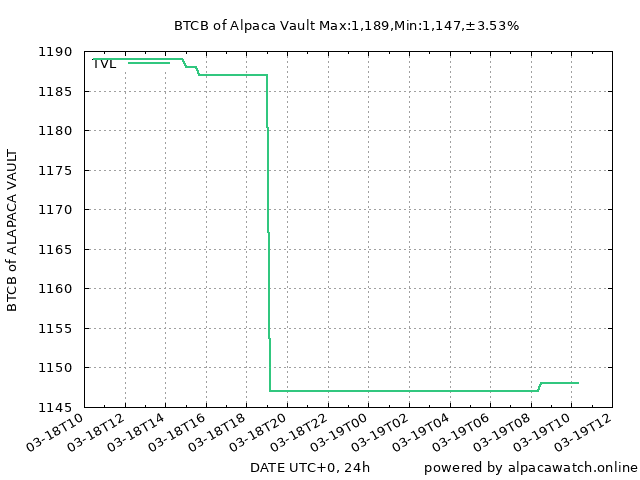 BTCB of Alpaca Vault Max:1,189,Min:1,147,±3.53%
1190
TVL
1185
1180
1175
1170
1165
1160
1155
1150
1145
BTCB of ALAPACA VAULT
03-18T10
03-18T12
03-18T14
03-18T16
03-18T18
03-18T20
03-18T22
03-19T00
03-19T02
03-19T04
03-19T06
03-19T08
03-19T10
03-19T12
DATE UTC+0, 24h
powered by alpacawatch.online